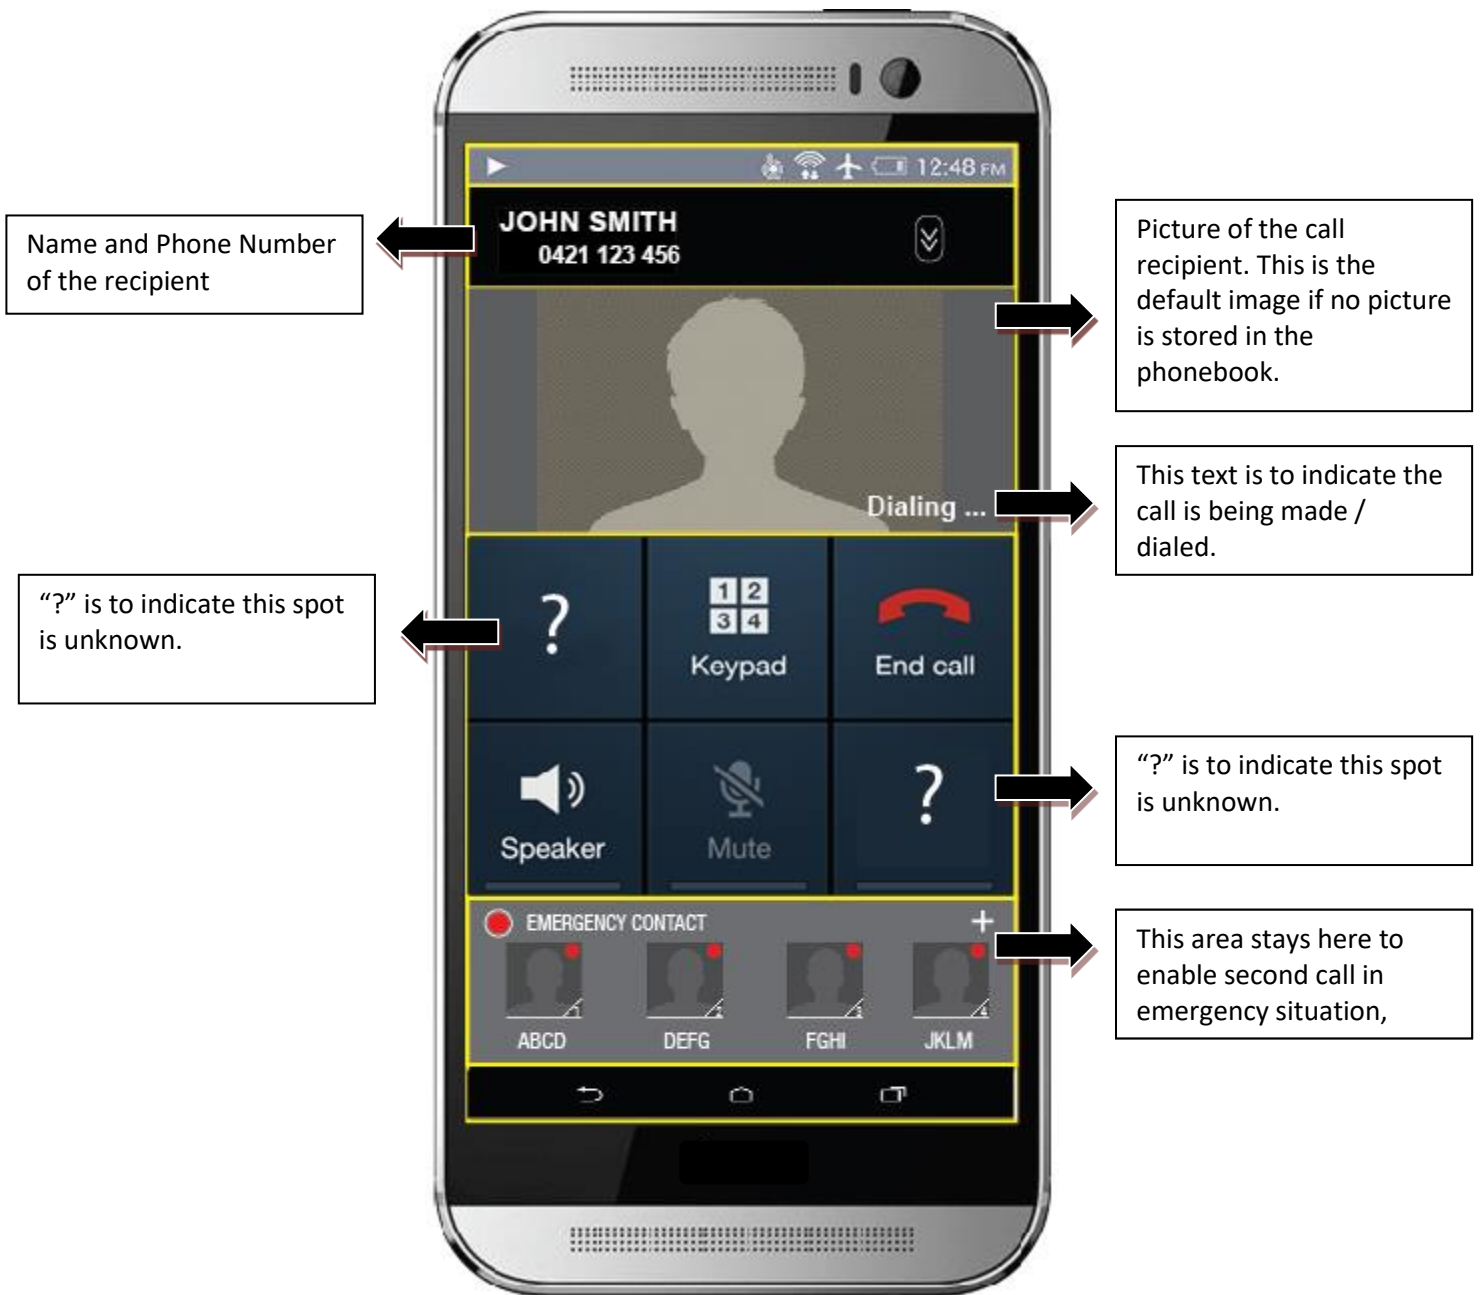 12:48 PM
JOHN SMITH
0421 123 456
Name and Phone Number
of the recipient
Picture of the call
recipient. This is the
default image if no picture
is stored in the
phonebook.
Dialing ...
This text is to indicate the
call is being made /
dialed.
“?” is to indicate this spot
is unknown.
?
1 2
3 4
Keypad
End call
Speaker
Mute
?
“?” is to indicate this spot
is unknown.
EMERGENCY CONTACT +
1 2 3 4
ABCD DEFG FGHI JKLM
This area stays here to
enable second call in
emergency situation,